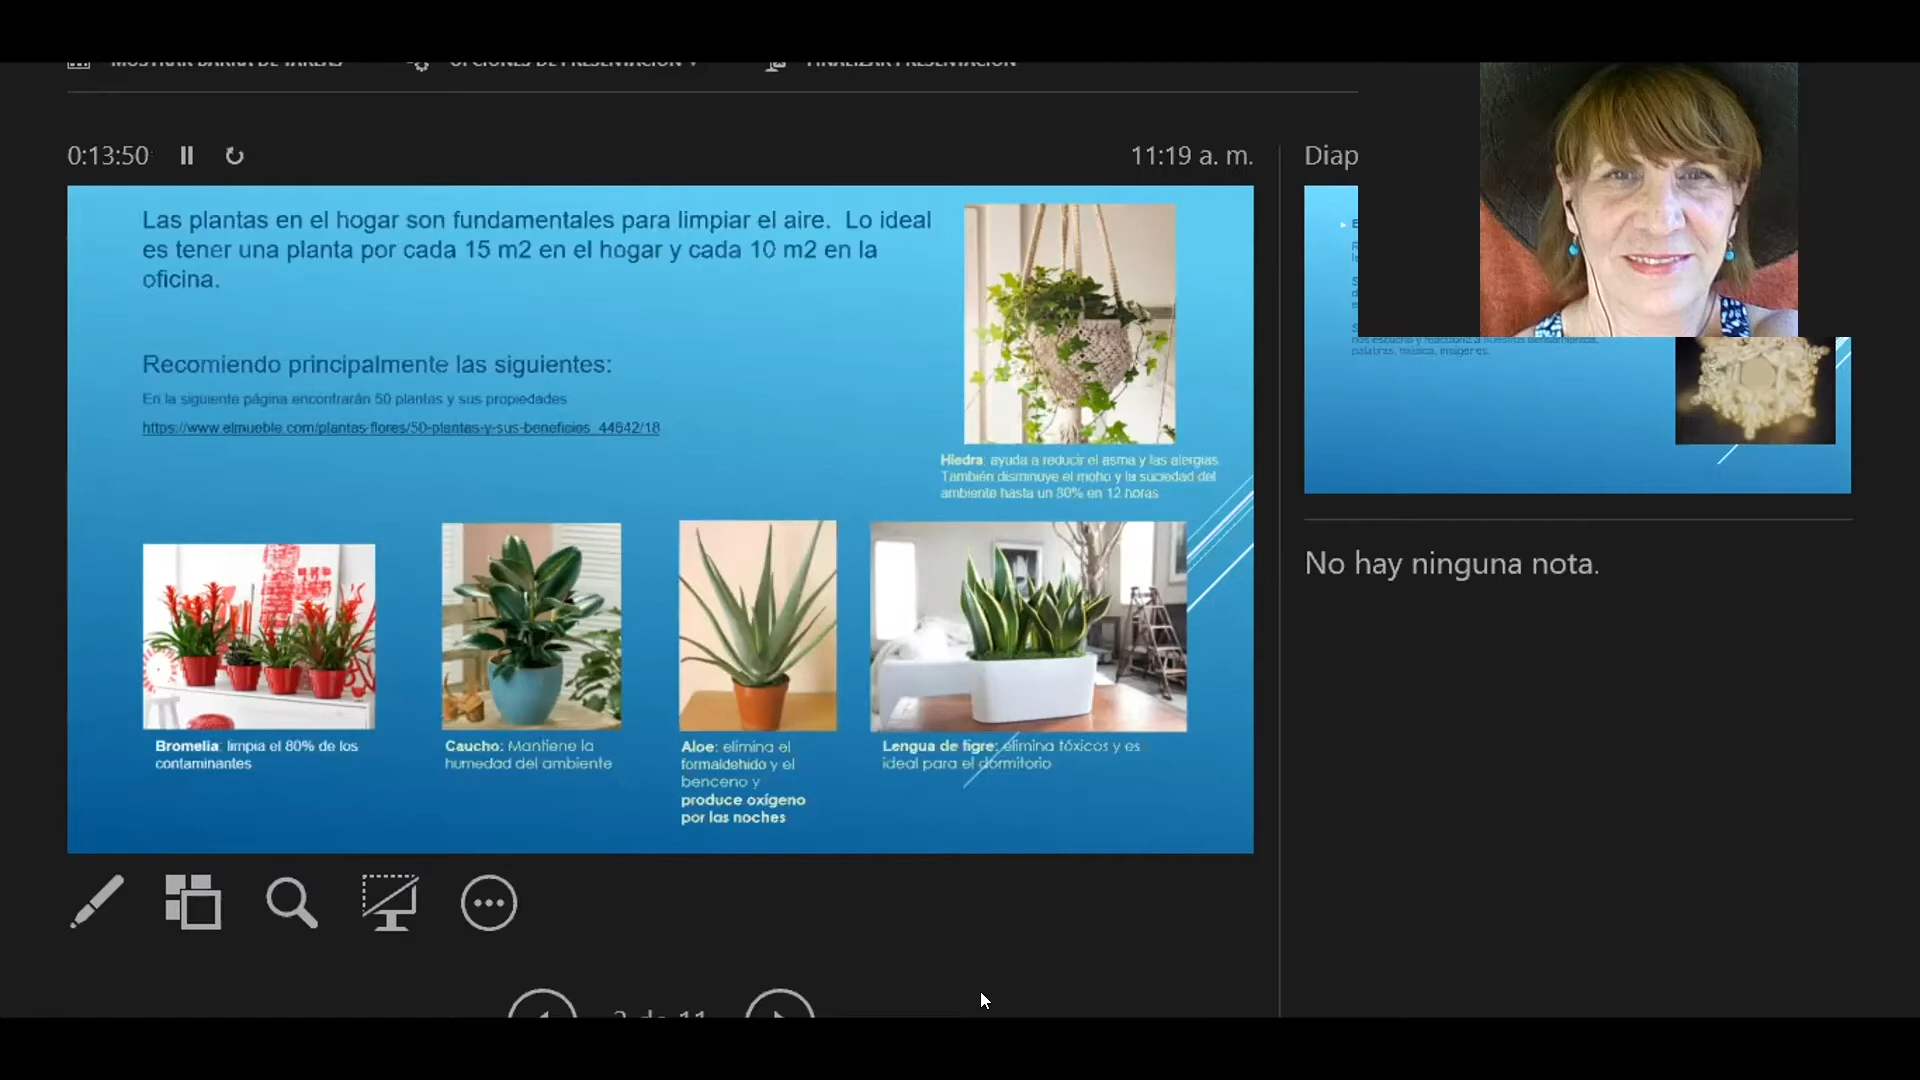 MOSTRAR BARRA DE TAREAS OPCIONES DE PRESENTACIÓN FINALIZAR PRESENTACIÓN
0:13:50 11:19 a. m.
Diap
Las plantas en el hogar son fundamentales para limpiar el aire. Lo ideal
es tener una planta por cada 15 m2 en el hogar y cada 10 m2 en la
oficina.
Recomiendo principalmente las siguientes:
En la siguiente página encontrarán 50 plantas y sus propiedades
https://www.elmueble.com/plantas-flores/50-plantas-y-sus-beneficios_44642/18
Hiedra: ayuda a reducir el asma y las alergias
También disminuye el moho y la suciedad del
ambiente hasta un 80% en 12 horas
Bromelia: limpia el 80% de los
contaminantes
Caucho: Mantiene la
humedad del ambiente
Aloe: elimina el
formaldehido y el
benceno y
produce oxígeno
por las noches
Lengua de tigre: elimina tóxicos y es
ideal para el dormitorio
palabras, música, imágenes.
No hay ninguna nota.
de 11